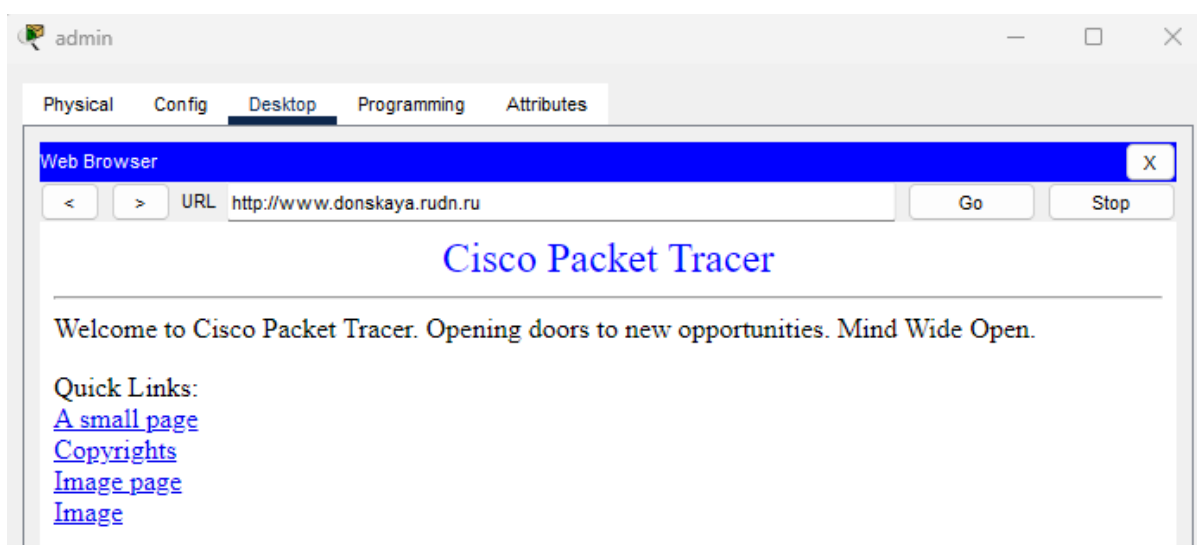 admin
Physical Config Desktop Programming Attributes
Web Browser X
< > URL http://www.donskaya.rudn.ru Go Stop
Cisco Packet Tracer
Welcome to Cisco Packet Tracer. Opening doors to new opportunities. Mind Wide Open.
Quick Links:
A small page
Copyrights
Image page
Image